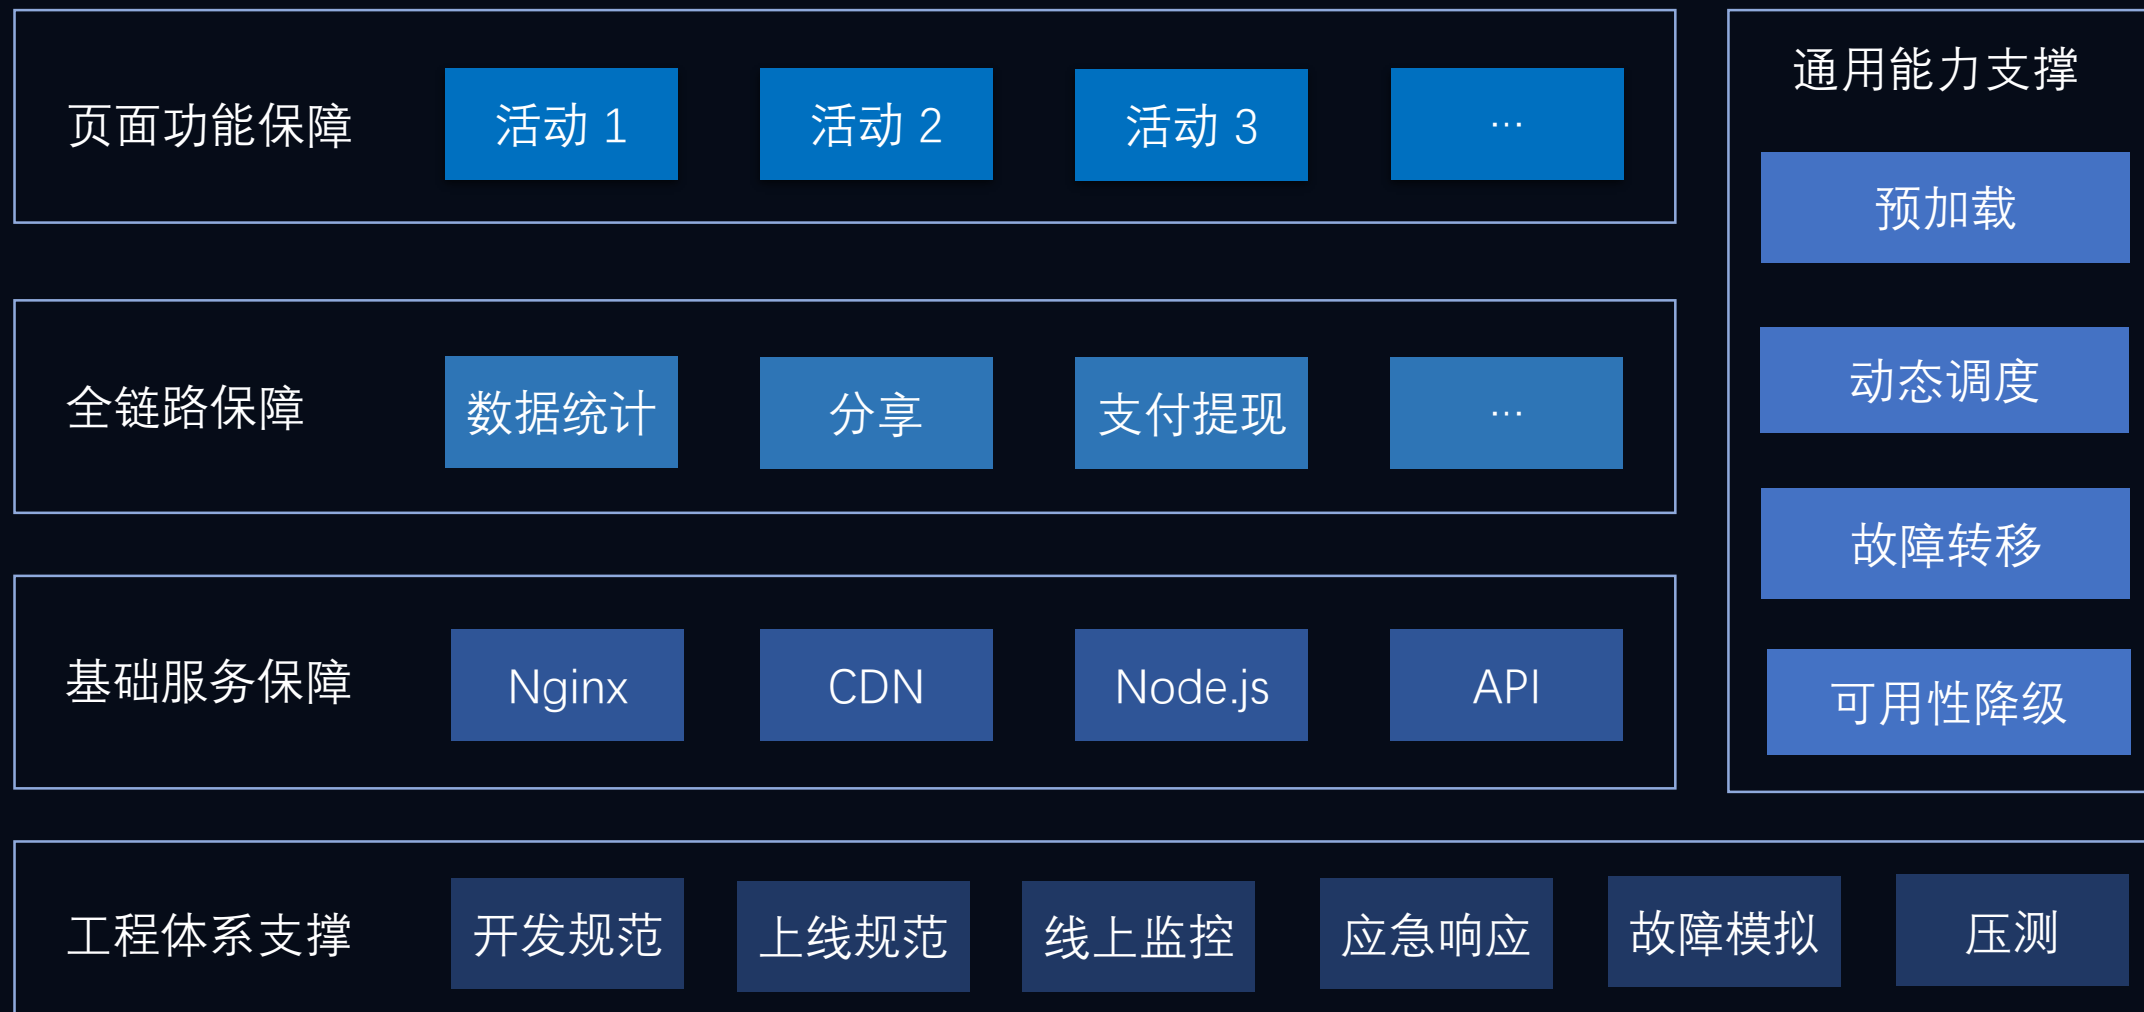 页面功能保障
活动 1
活动 2
活动 3
...
全链路保障
数据统计
分享
支付提现
...
基础服务保障
Nginx
CDN
Node.js
API
通用能力支撑
预加载
动态调度
故障转移
可用性降级
工程体系支撑
开发规范
上线规范
线上监控
应急响应
故障模拟
压测